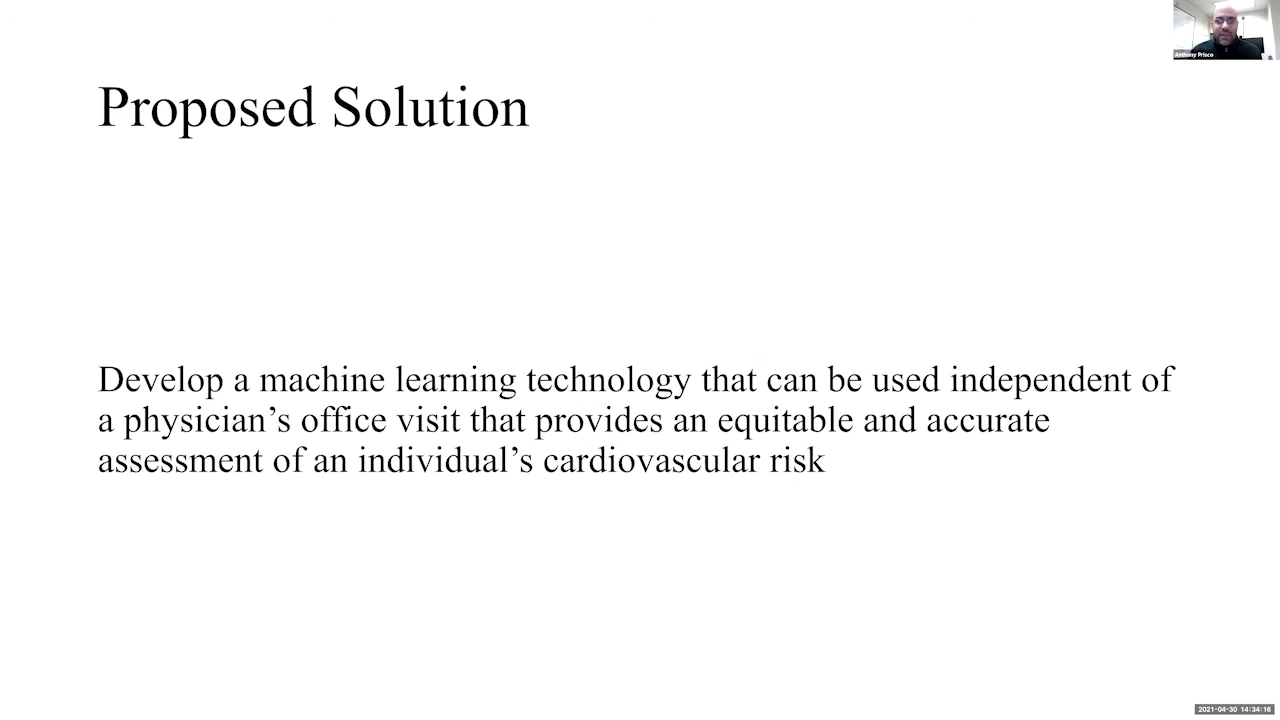 Anthony Prisco
Proposed Solution
Develop a machine learning technology that can be used independent of
a physician’s office visit that provides an equitable and accurate
assessment of an individual’s cardiovascular risk
2021-04-30 14:34:16